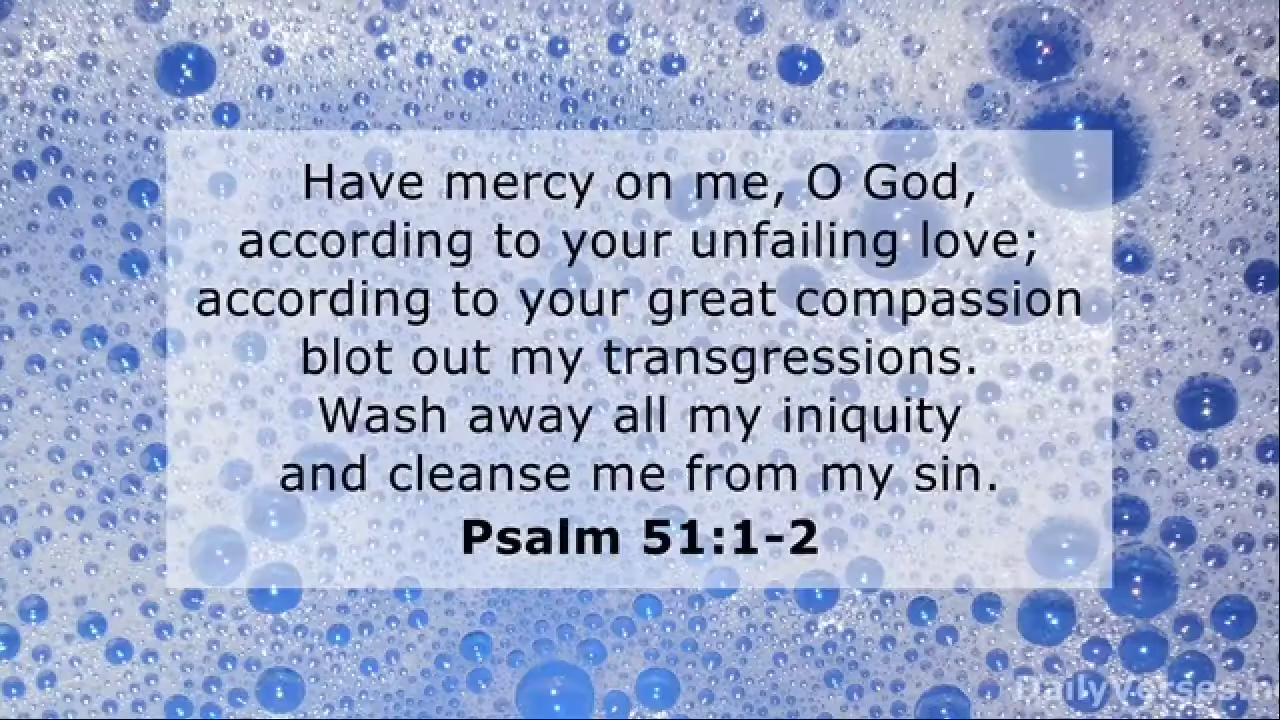 Have mercy on me, O God,
according to your unfailing love;
according to your great compassion
blot out my transgressions.
Wash away all my iniquity
and cleanse me from my sin.
Psalm 51:1-2
DailyVerses.n